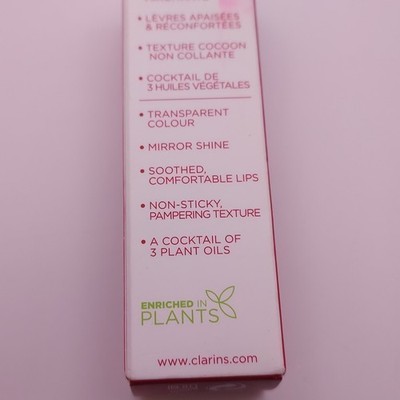 • LÈVRES APAISÉES
& RÉCONFORTÉES
• TEXTURE COCOON
NON COLLANTE
• COCKTAIL DE
3 HUILES VÉGÉTALES
• TRANSPARENT
COLOUR
• MIRROR SHINE
• SOOTHED,
COMFORTABLE LIPS
• NON-STICKY,
PAMPERING TEXTURE
• A COCKTAIL OF
3 PLANT OILS
ENRICHED IN
PLANTS
www.clarins.com